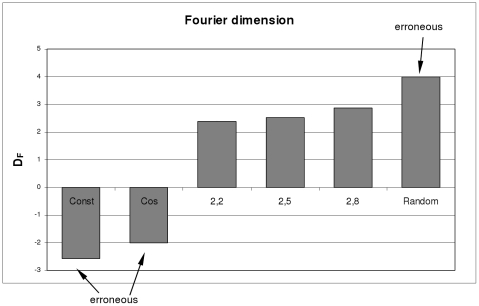 Fourier dimension
erroneous
5
4
3
2
1
0
-1
-2
-3
DF
Const Cos 2,2 2,5 2,8 Random
erroneous